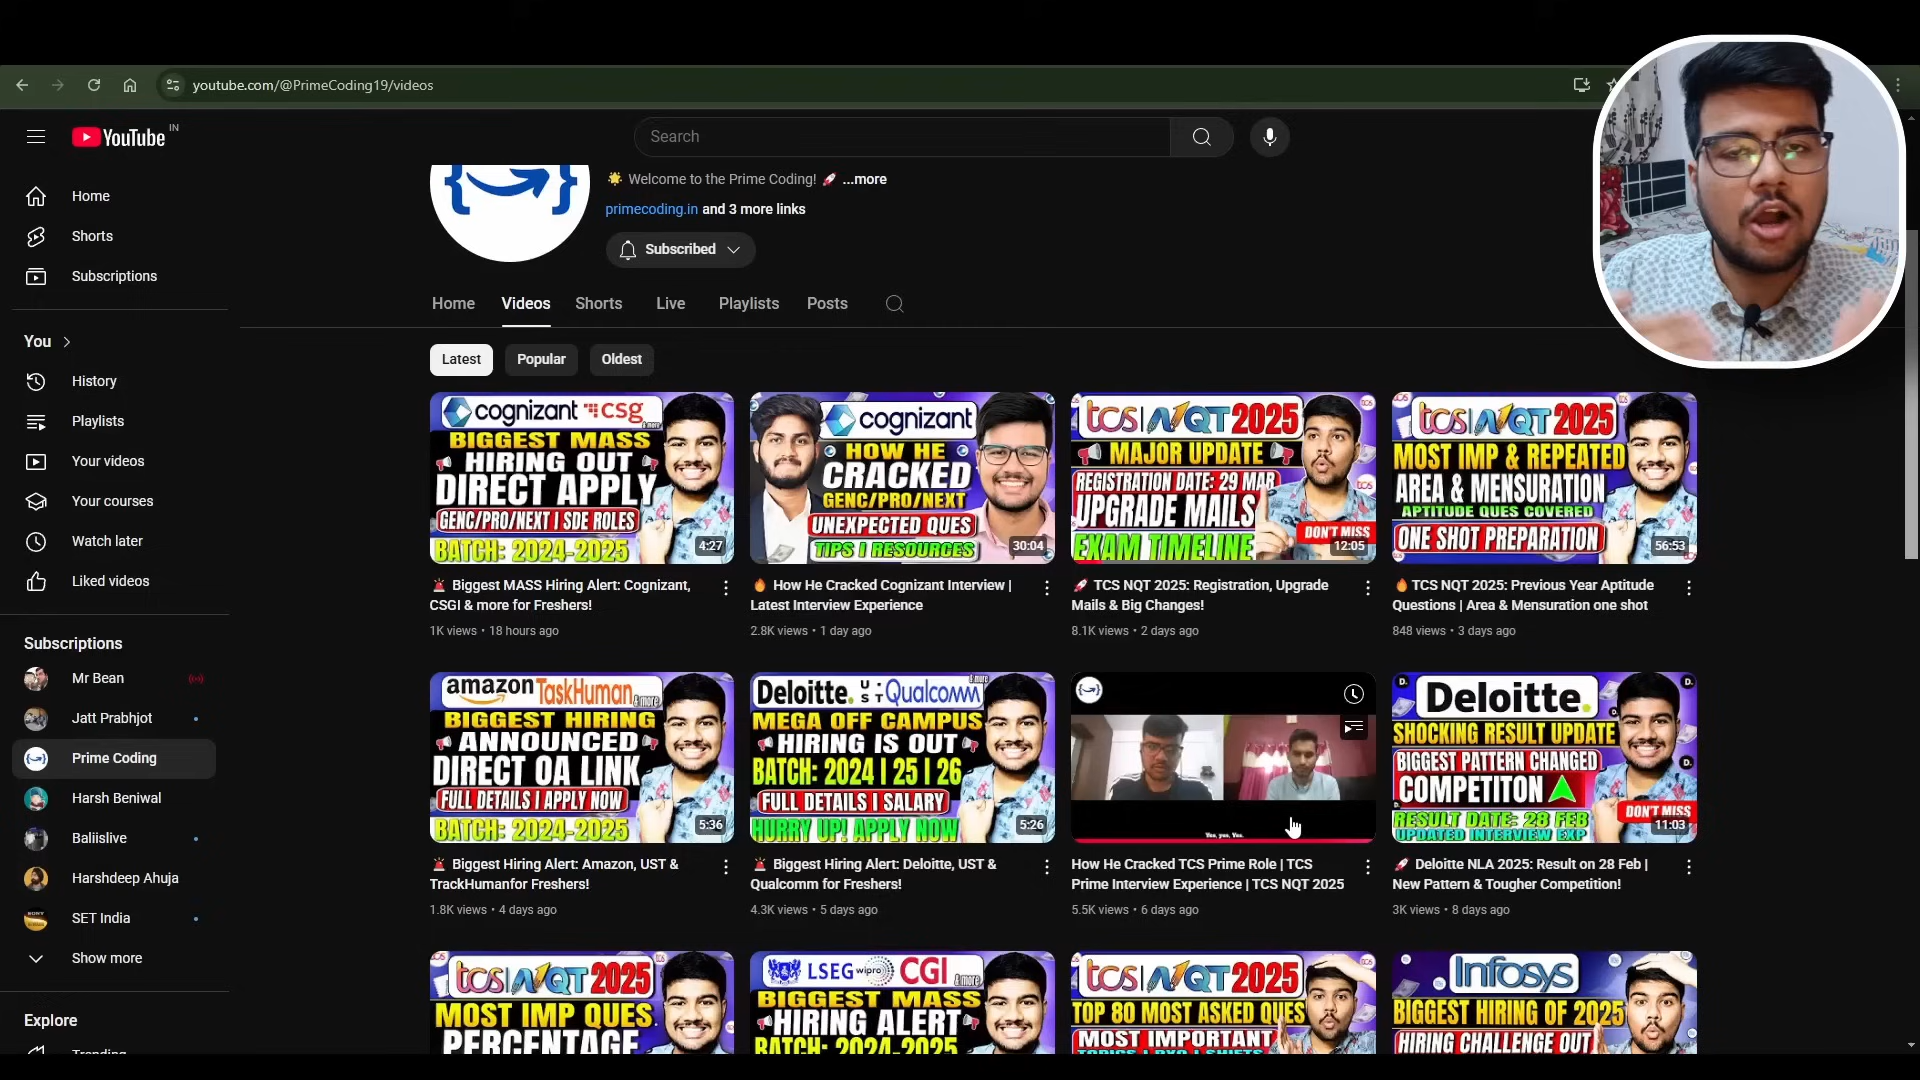 youtube.com/@PrimeCoding19/videos
YouTube IN
Search
Home
Shorts
Subscriptions
You
History
Playlists
Your videos
Your courses
Watch later
Liked videos
Subscriptions
Mr Bean
Jatt Prabhjot
Prime Coding
Harsh Beniwal
Baliislive
Harshdeep Ahuja
SET India
Show more
Explore
Trending
🌟 Welcome to the Prime Coding! 🚀 ...more
primecoding.in and 3 more links
Subscribed
Home Videos Shorts Live Playlists Posts
Latest Popular Oldest
cognizant csg
& more
BIGGEST MASS
HIRING OUT
DIRECT APPLY
GENC/PRO/NEXT I SDE ROLES
BATCH: 2024-2025
4:27
🚨 Biggest MASS Hiring Alert: Cognizant,
CSGI & more for Freshers!
1K views • 18 hours ago
cognizant
HOW HE
CRACKED
GENC/PRO/NEXT
UNEXPECTED QUES
TIPS I RESOURCES
30:04
🔥 How He Cracked Cognizant Interview |
Latest Interview Experience
2.8K views • 1 day ago
tcs NQT 2025
MAJOR UPDATE
REGISTRATION DATE: 29 MAR
UPGRADE MAILS
DON'T MISS
EXAM TIMELINE
12:05
🚀 TCS NQT 2025: Registration, Upgrade
Mails & Big Changes!
8.1K views • 2 days ago
tcs NQT 2025
MOST IMP & REPEATED
AREA & MENSURATION
APTITUDE QUES COVERED
ONE SHOT PREPARATION
56:53
🔥 TCS NQT 2025: Previous Year Aptitude
Questions | Area & Mensuration one shot
848 views • 3 days ago
amazon TaskHuman & more
BIGGEST HIRING
ANNOUNCED
DIRECT OA LINK
FULL DETAILS I APPLY NOW
BATCH: 2024-2025
5:36
🚨 Biggest Hiring Alert: Amazon, UST &
TrackHumanfor Freshers!
1.8K views • 4 days ago
Deloitte. UST Qualcomm
& more
MEGA OFF CAMPUS
HIRING IS OUT
BATCH: 2024 I 25 I 26
FULL DETAILS I SALARY
HURRY UP! APPLY NOW
5:26
🚨 Biggest Hiring Alert: Deloitte, UST &
Qualcomm for Freshers!
4.3K views • 5 days ago
Yes, yes, Yes.
How He Cracked TCS Prime Role | TCS
Prime Interview Experience | TCS NQT 2025
5.5K views • 6 days ago
Deloitte.
SHOCKING RESULT UPDATE
BIGGEST PATTERN CHANGED
COMPETITON
DON'T MISS
RESULT DATE: 28 FEB
UPDATED INTERVIEW EXP
11:03
🚀 Deloitte NLA 2025: Result on 28 Feb |
New Pattern & Tougher Competition!
3K views • 8 days ago
tcs NQT 2025
MOST IMP QUES
PERCENTAGE
LSEG wipro CGI & more
BIGGEST MASS
HIRING ALERT
BATCH: 2024-2025
tcs NQT 2025
TOP 80 MOST ASKED QUES
MOST IMPORTANT
Infosys
BIGGEST HIRING OF 2025
HIRING CHALLENGE OUT